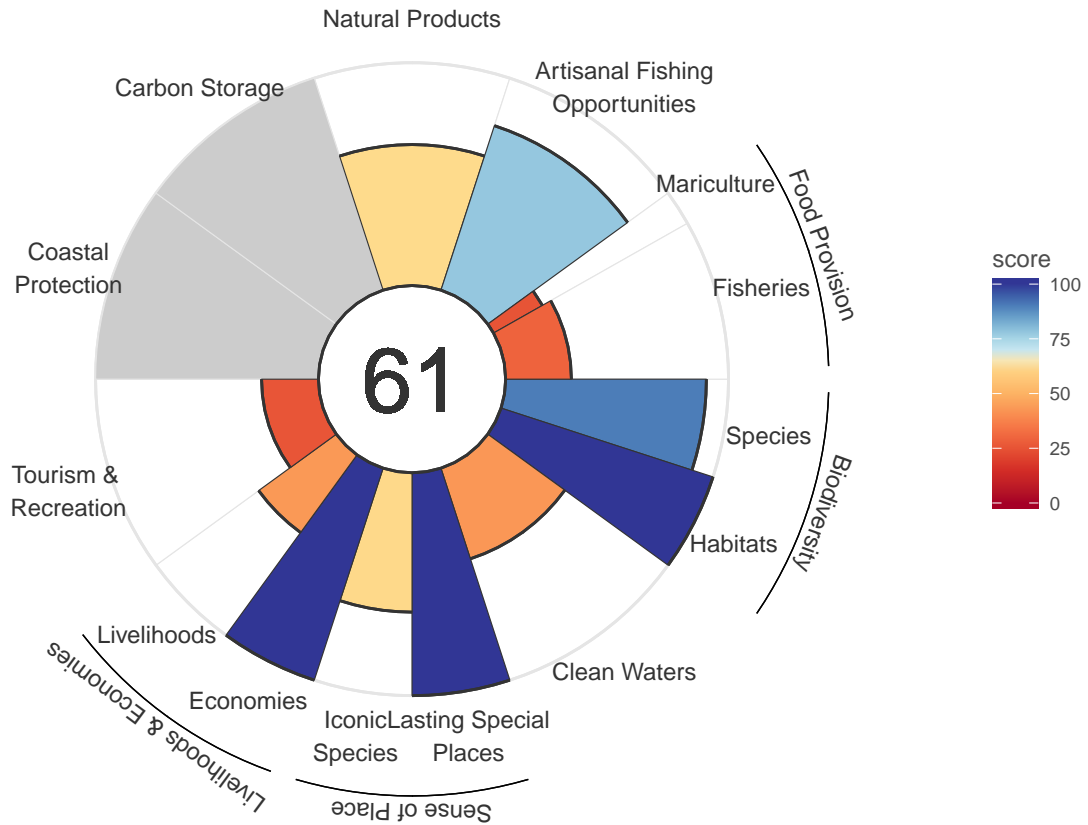 Natural Products
Carbon Storage
Artisanal Fishing
Opportunities
Mariculture
Food Provision
Fisheries
Coastal
Protection
61
Species
Biodiversity
Habitats
Tourism &
Recreation
Clean Waters
Livelihoods
Economies
Livelihoods & Economies
Iconic
Species
Lasting Special
Places
Sense of Place
score
100
75
50
25
0